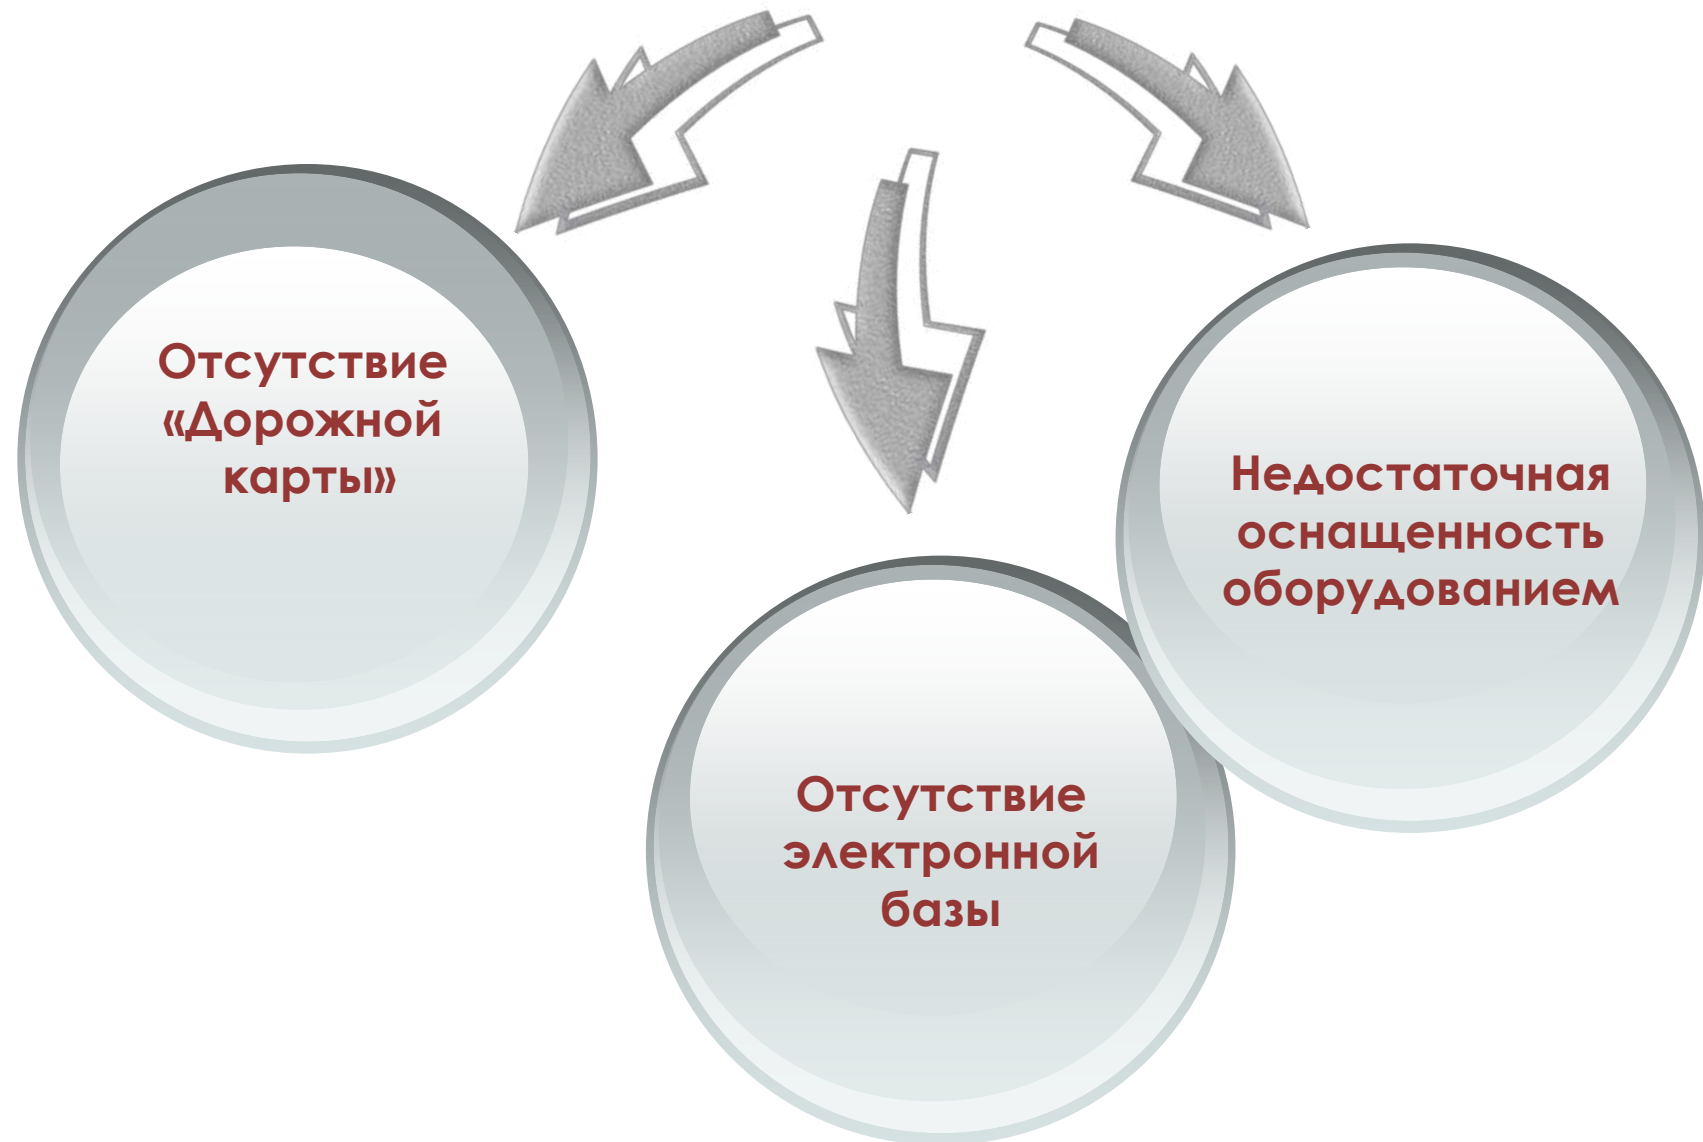 Отсутствие
«Дорожной
карты»
Недостаточная
оснащенность
оборудованием
Отсутствие
электронной
базы